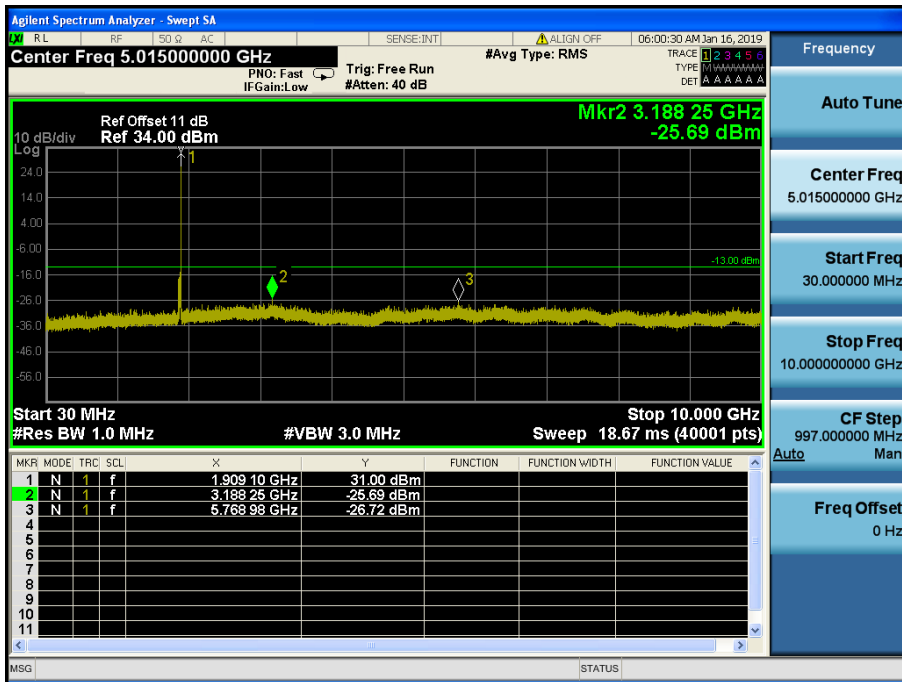 Agilent Spectrum Analyzer - Swept SA
LXI RL RF 50 Ω AC SENSE:INT ALIGN OFF 06:00:30 AM Jan 16, 2019
Center Freq 5.015000000 GHz
PNO: Fast
IFGain:Low
Trig: Free Run
#Atten: 40 dB
#Avg Type: RMS
TRACE 1 2 3 4 5 6
TYPE M
DET A A A A A A
Mkr2 3.188 25 GHz
-25.69 dBm
Ref Offset 11 dB
10 dB/div Ref 34.00 dBm
Log
24.0
14.0
4.00
-6.00
-16.0
-26.0
-36.0
-46.0
-56.0
1
2
3
-13.00 dBm
Start 30 MHz Stop 10.000 GHz
#Res BW 1.0 MHz #VBW 3.0 MHz Sweep 18.67 ms (40001 pts)
MKR MODE TRC SCL X Y FUNCTION FUNCTION WIDTH FUNCTION VALUE
1 N 1 f 1.909 10 GHz 31.00 dBm
2 N 1 f 3.188 25 GHz -25.69 dBm
3 N 1 f 5.768 98 GHz -26.72 dBm
4
5
6
7
8
9
10
11
MSG STATUS
Frequency
Auto Tune
Center Freq
5.015000000 GHz
Start Freq
30.000000 MHz
Stop Freq
10.000000000 GHz
CF Step
997.000000 MHz
Auto Man
Freq Offset
0 Hz